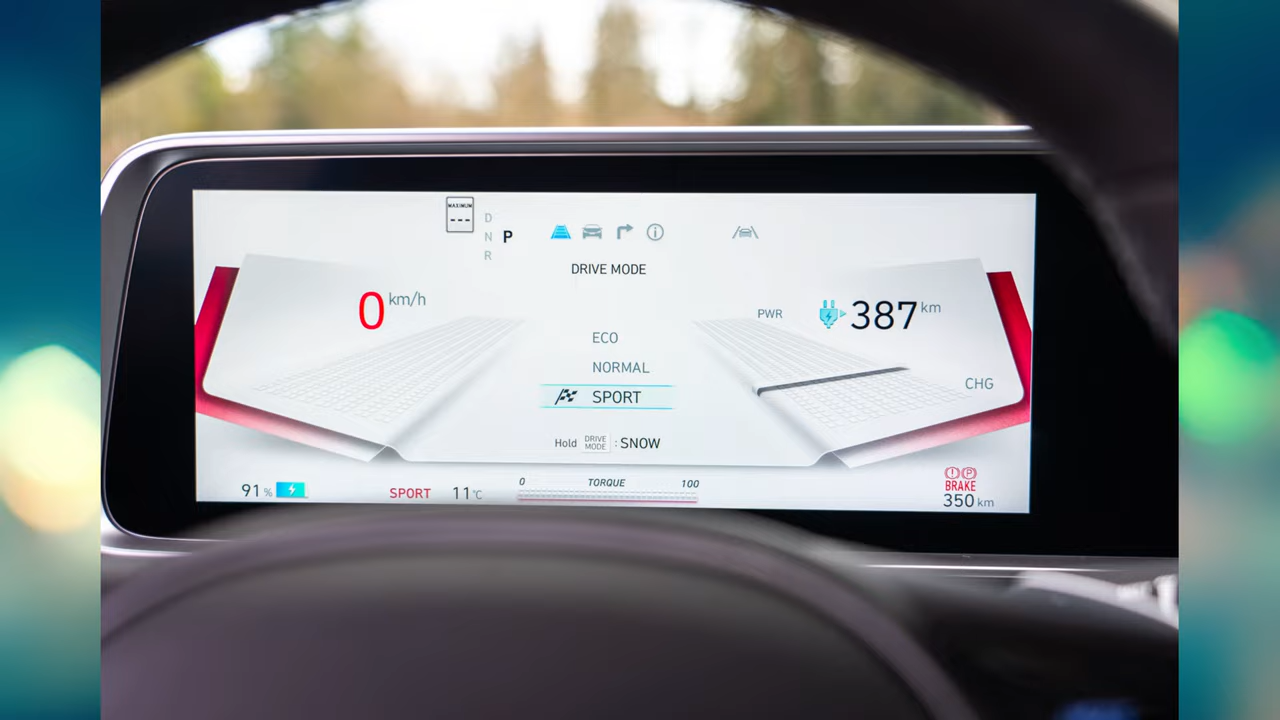 MAXIMUM
---
D
N P
R
DRIVE MODE
0 km/h
PWR
387 km
ECO
NORMAL
SPORT
CHG
Hold DRIVE MODE : SNOW
91 %
SPORT
11°C
0 TORQUE 100
BRAKE
350 km